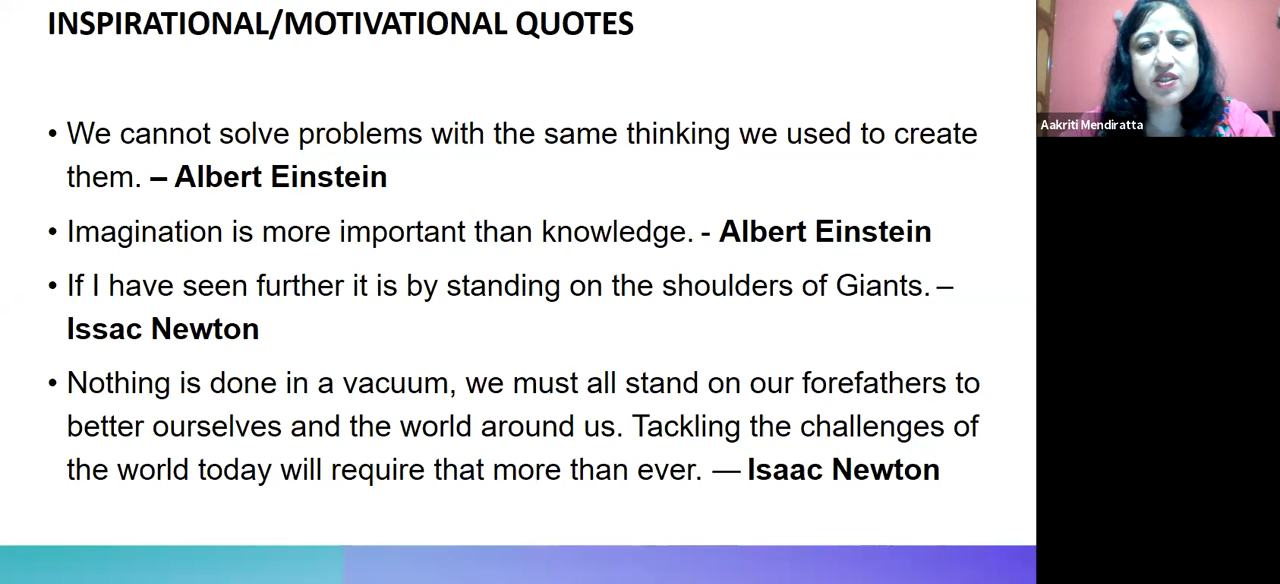 INSPIRATIONAL/MOTIVATIONAL QUOTES
Aakriti Mendiratta
• We cannot solve problems with the same thinking we used to create
them. – Albert Einstein
• Imagination is more important than knowledge. - Albert Einstein
• If I have seen further it is by standing on the shoulders of Giants. –
Issac Newton
• Nothing is done in a vacuum, we must all stand on our forefathers to
better ourselves and the world around us. Tackling the challenges of
the world today will require that more than ever. — Isaac Newton